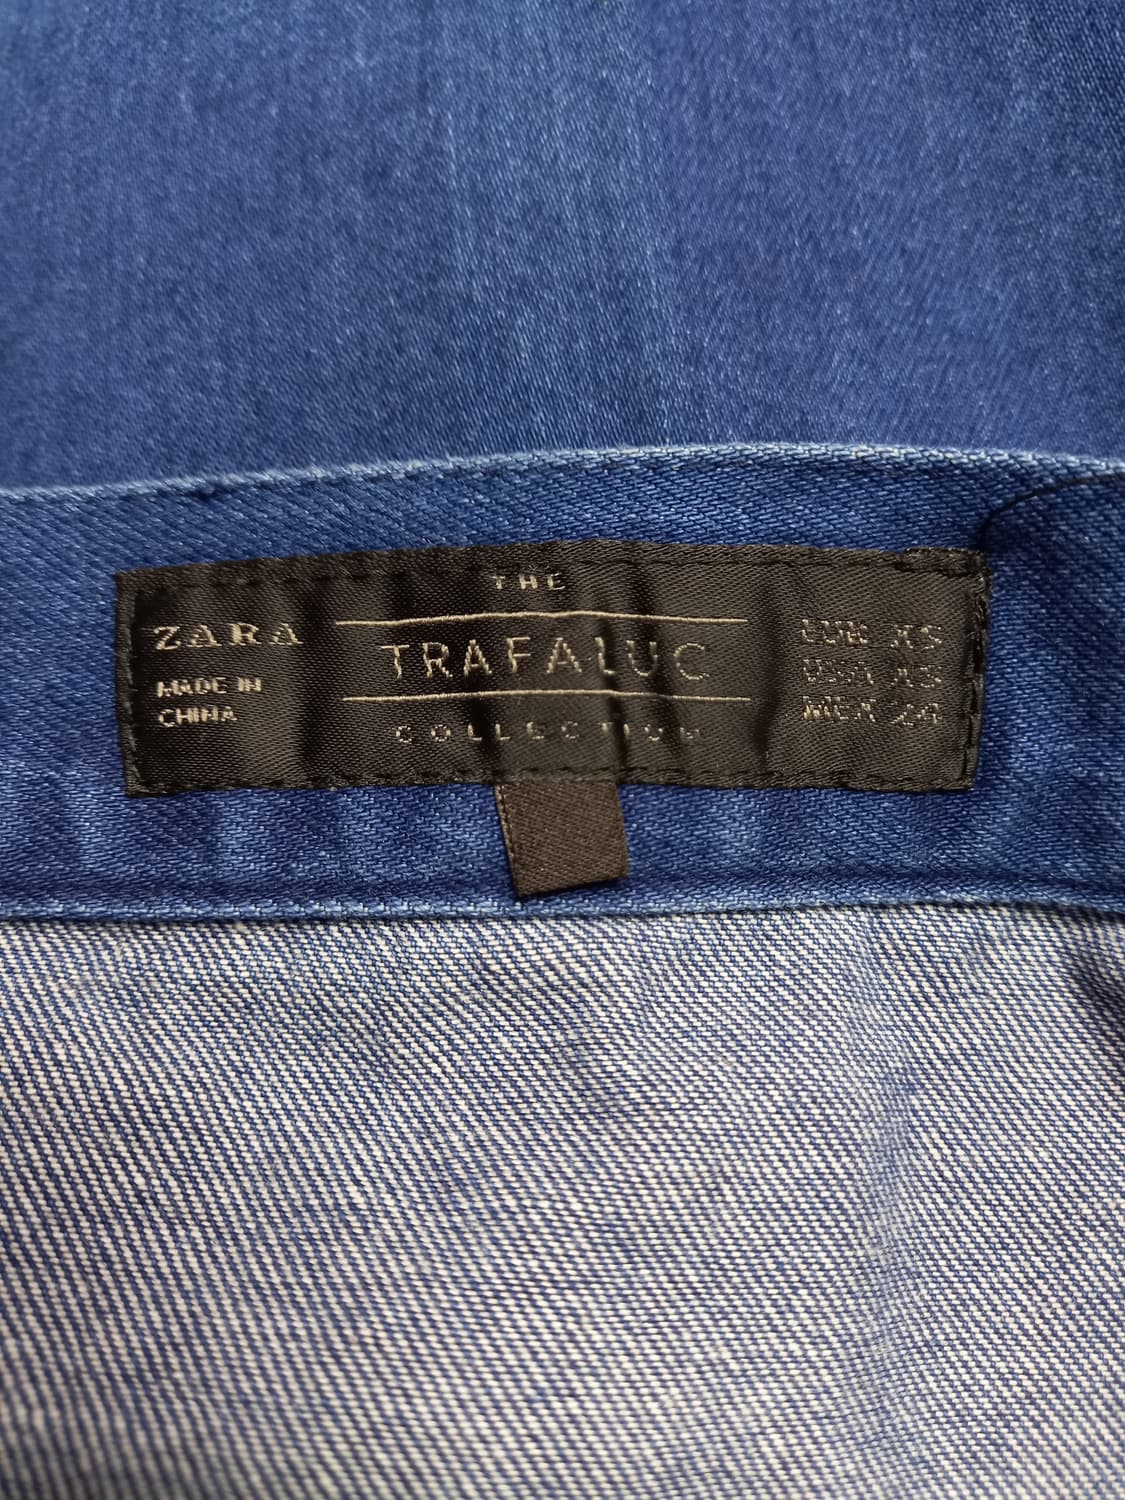 THE
ZARA
TRAFALUC
COLLECTION
MADE IN
CHINA
EUR XS
USA XS
MEX 24